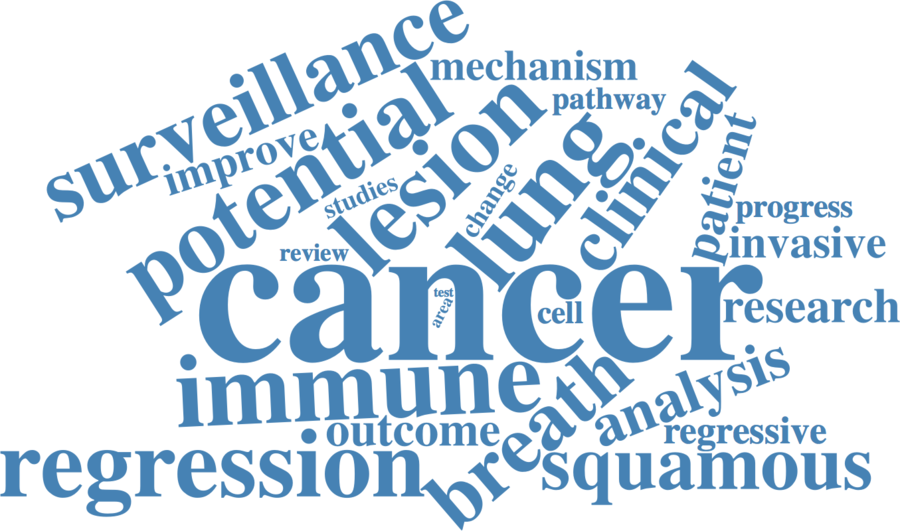 surveillance
mechanism
pathway
improve
potential
lesion
lung
clinical
patient
studies
change
progress
review
invasive
cancer
test
area
cell
research
immune
breath
analysis
outcome
regressive
regression
squamous